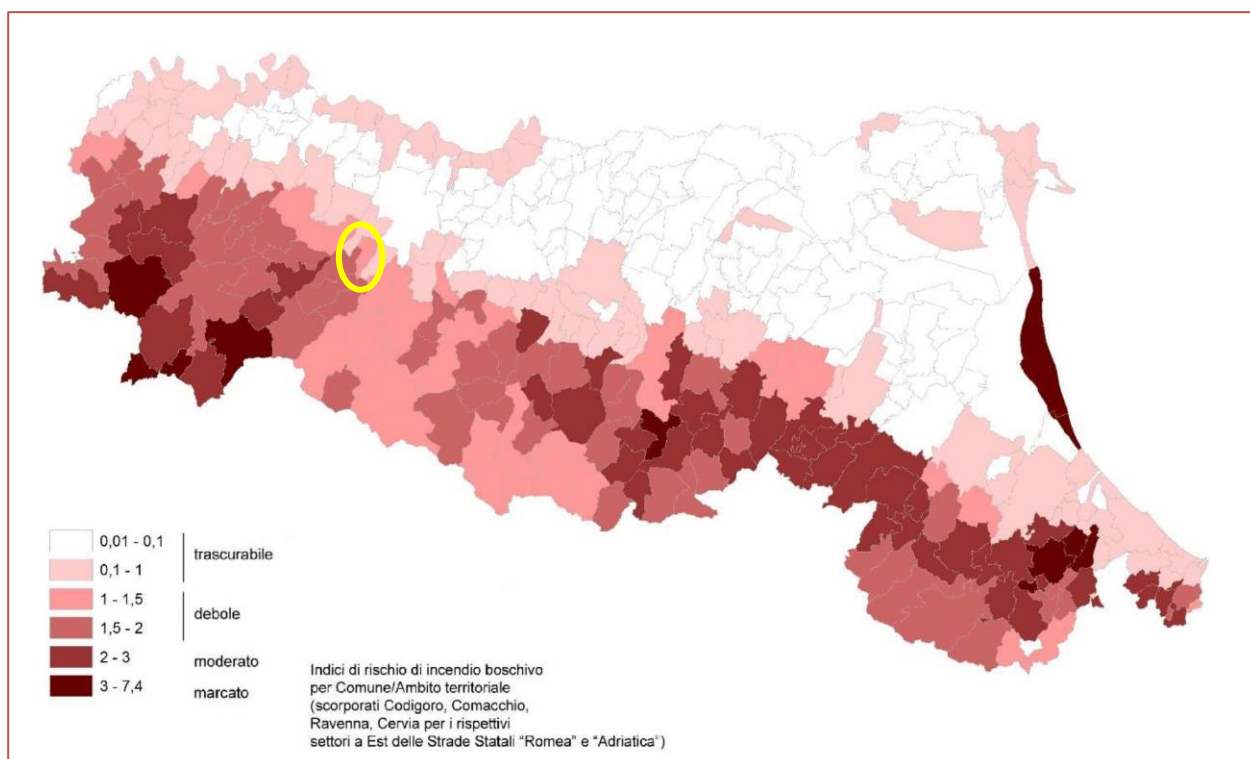 0,01 - 0,1
0,1 - 1
trascurabile
1 - 1,5
1,5 - 2
debole
2 - 3
moderato
3 - 7,4
marcato
Indici di rischio di incendio boschivo
per Comune/Ambito territoriale
(scorporati Codigoro, Comacchio,
Ravenna, Cervia per i rispettivi
settori a Est delle Strade Statali "Romea" e "Adriatica")